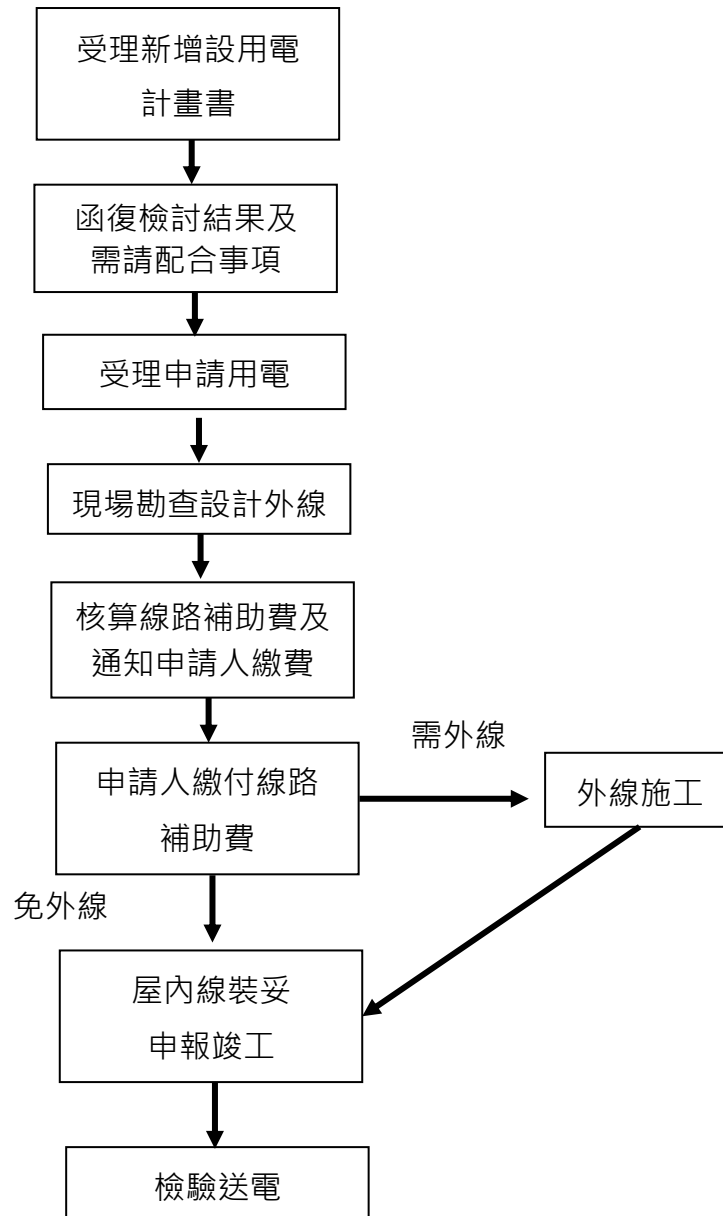 受理新增設用電
計畫書
函復檢討結果及
需請配合事項
受理申請用電
現場勘查設計外線
核算線路補助費及
通知申請人繳費
需外線
申請人繳付線路
補助費
外線施工
免外線
屋內線裝妥
申報竣工
檢驗送電